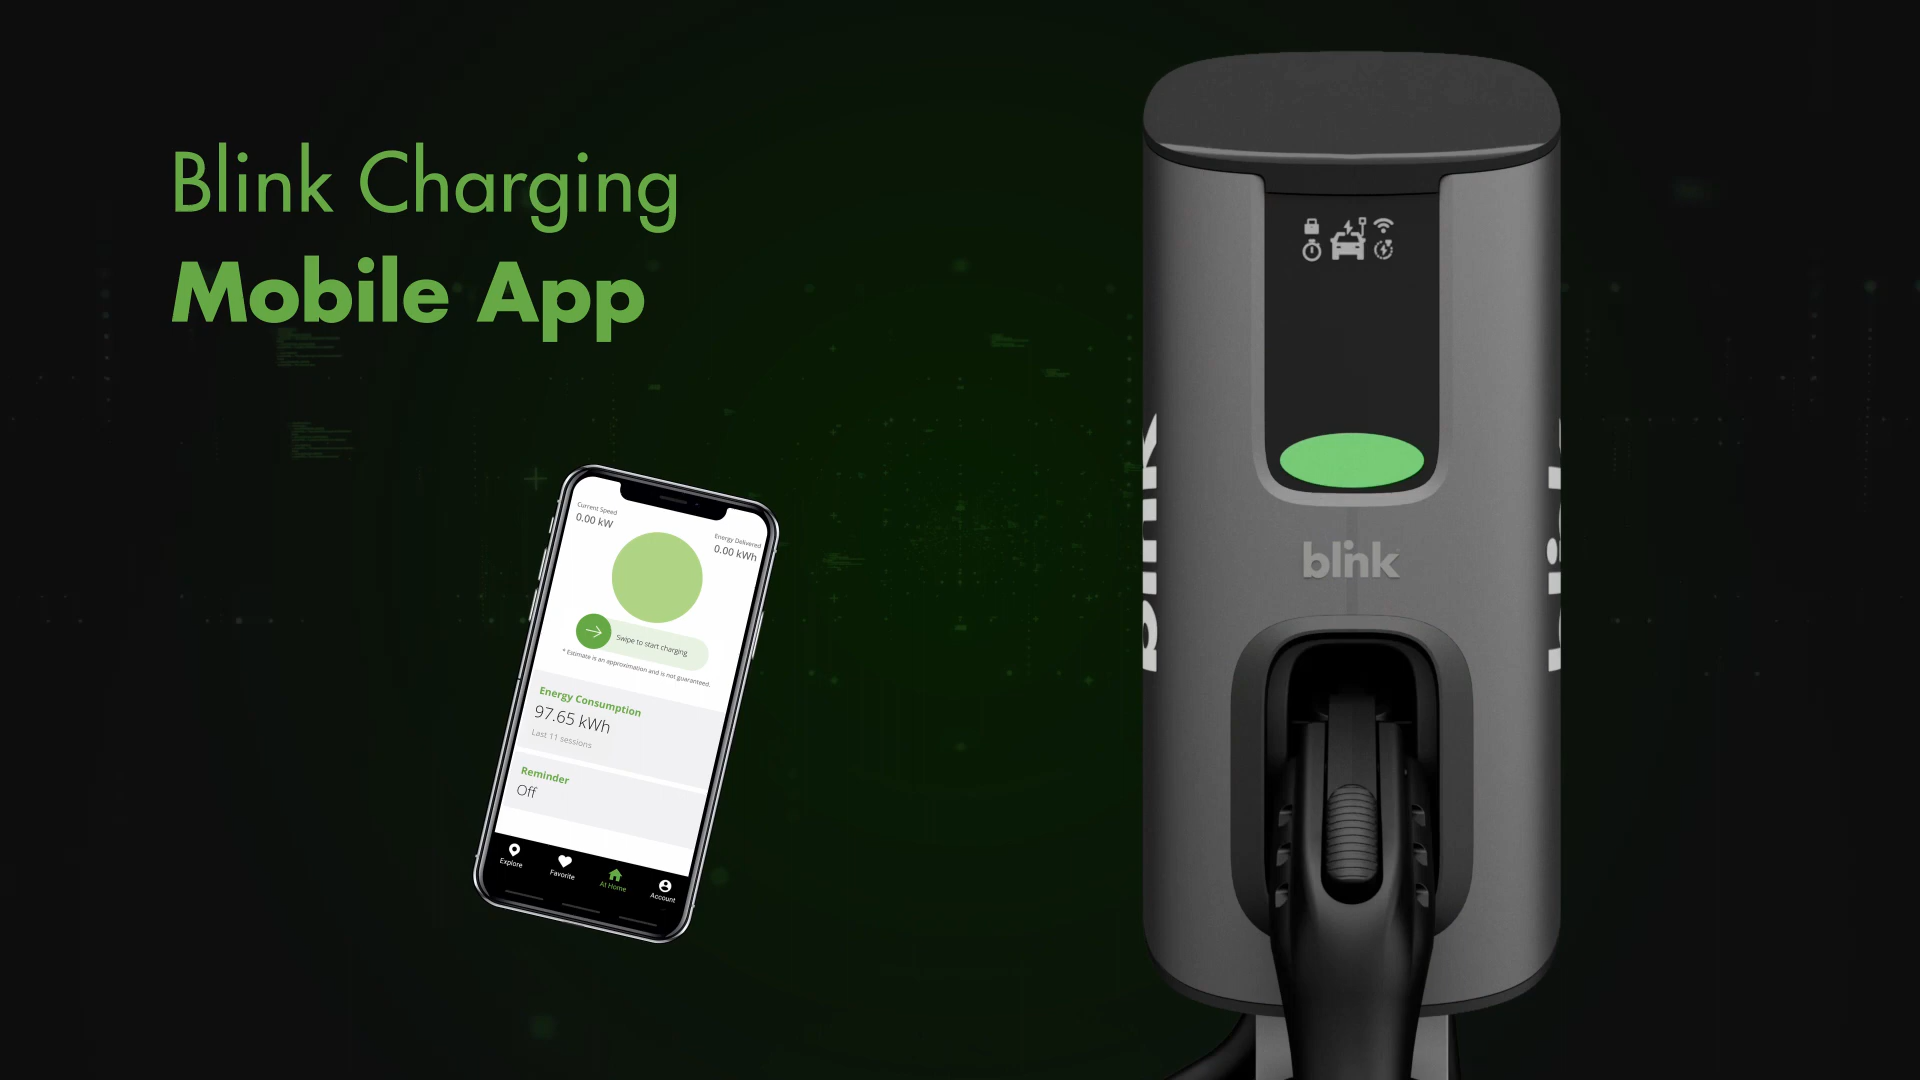 Blink Charging
Mobile App
Current Speed
0.00 kW
Energy Delivered
0.00 kWh
Swipe to start charging
* Estimate is an approximation and is not guaranteed.
Energy Consumption
97.65 kWh
Last 11 sessions
Reminder
Off
Explore
Favorite
At Home
Account
blink
blink
blink